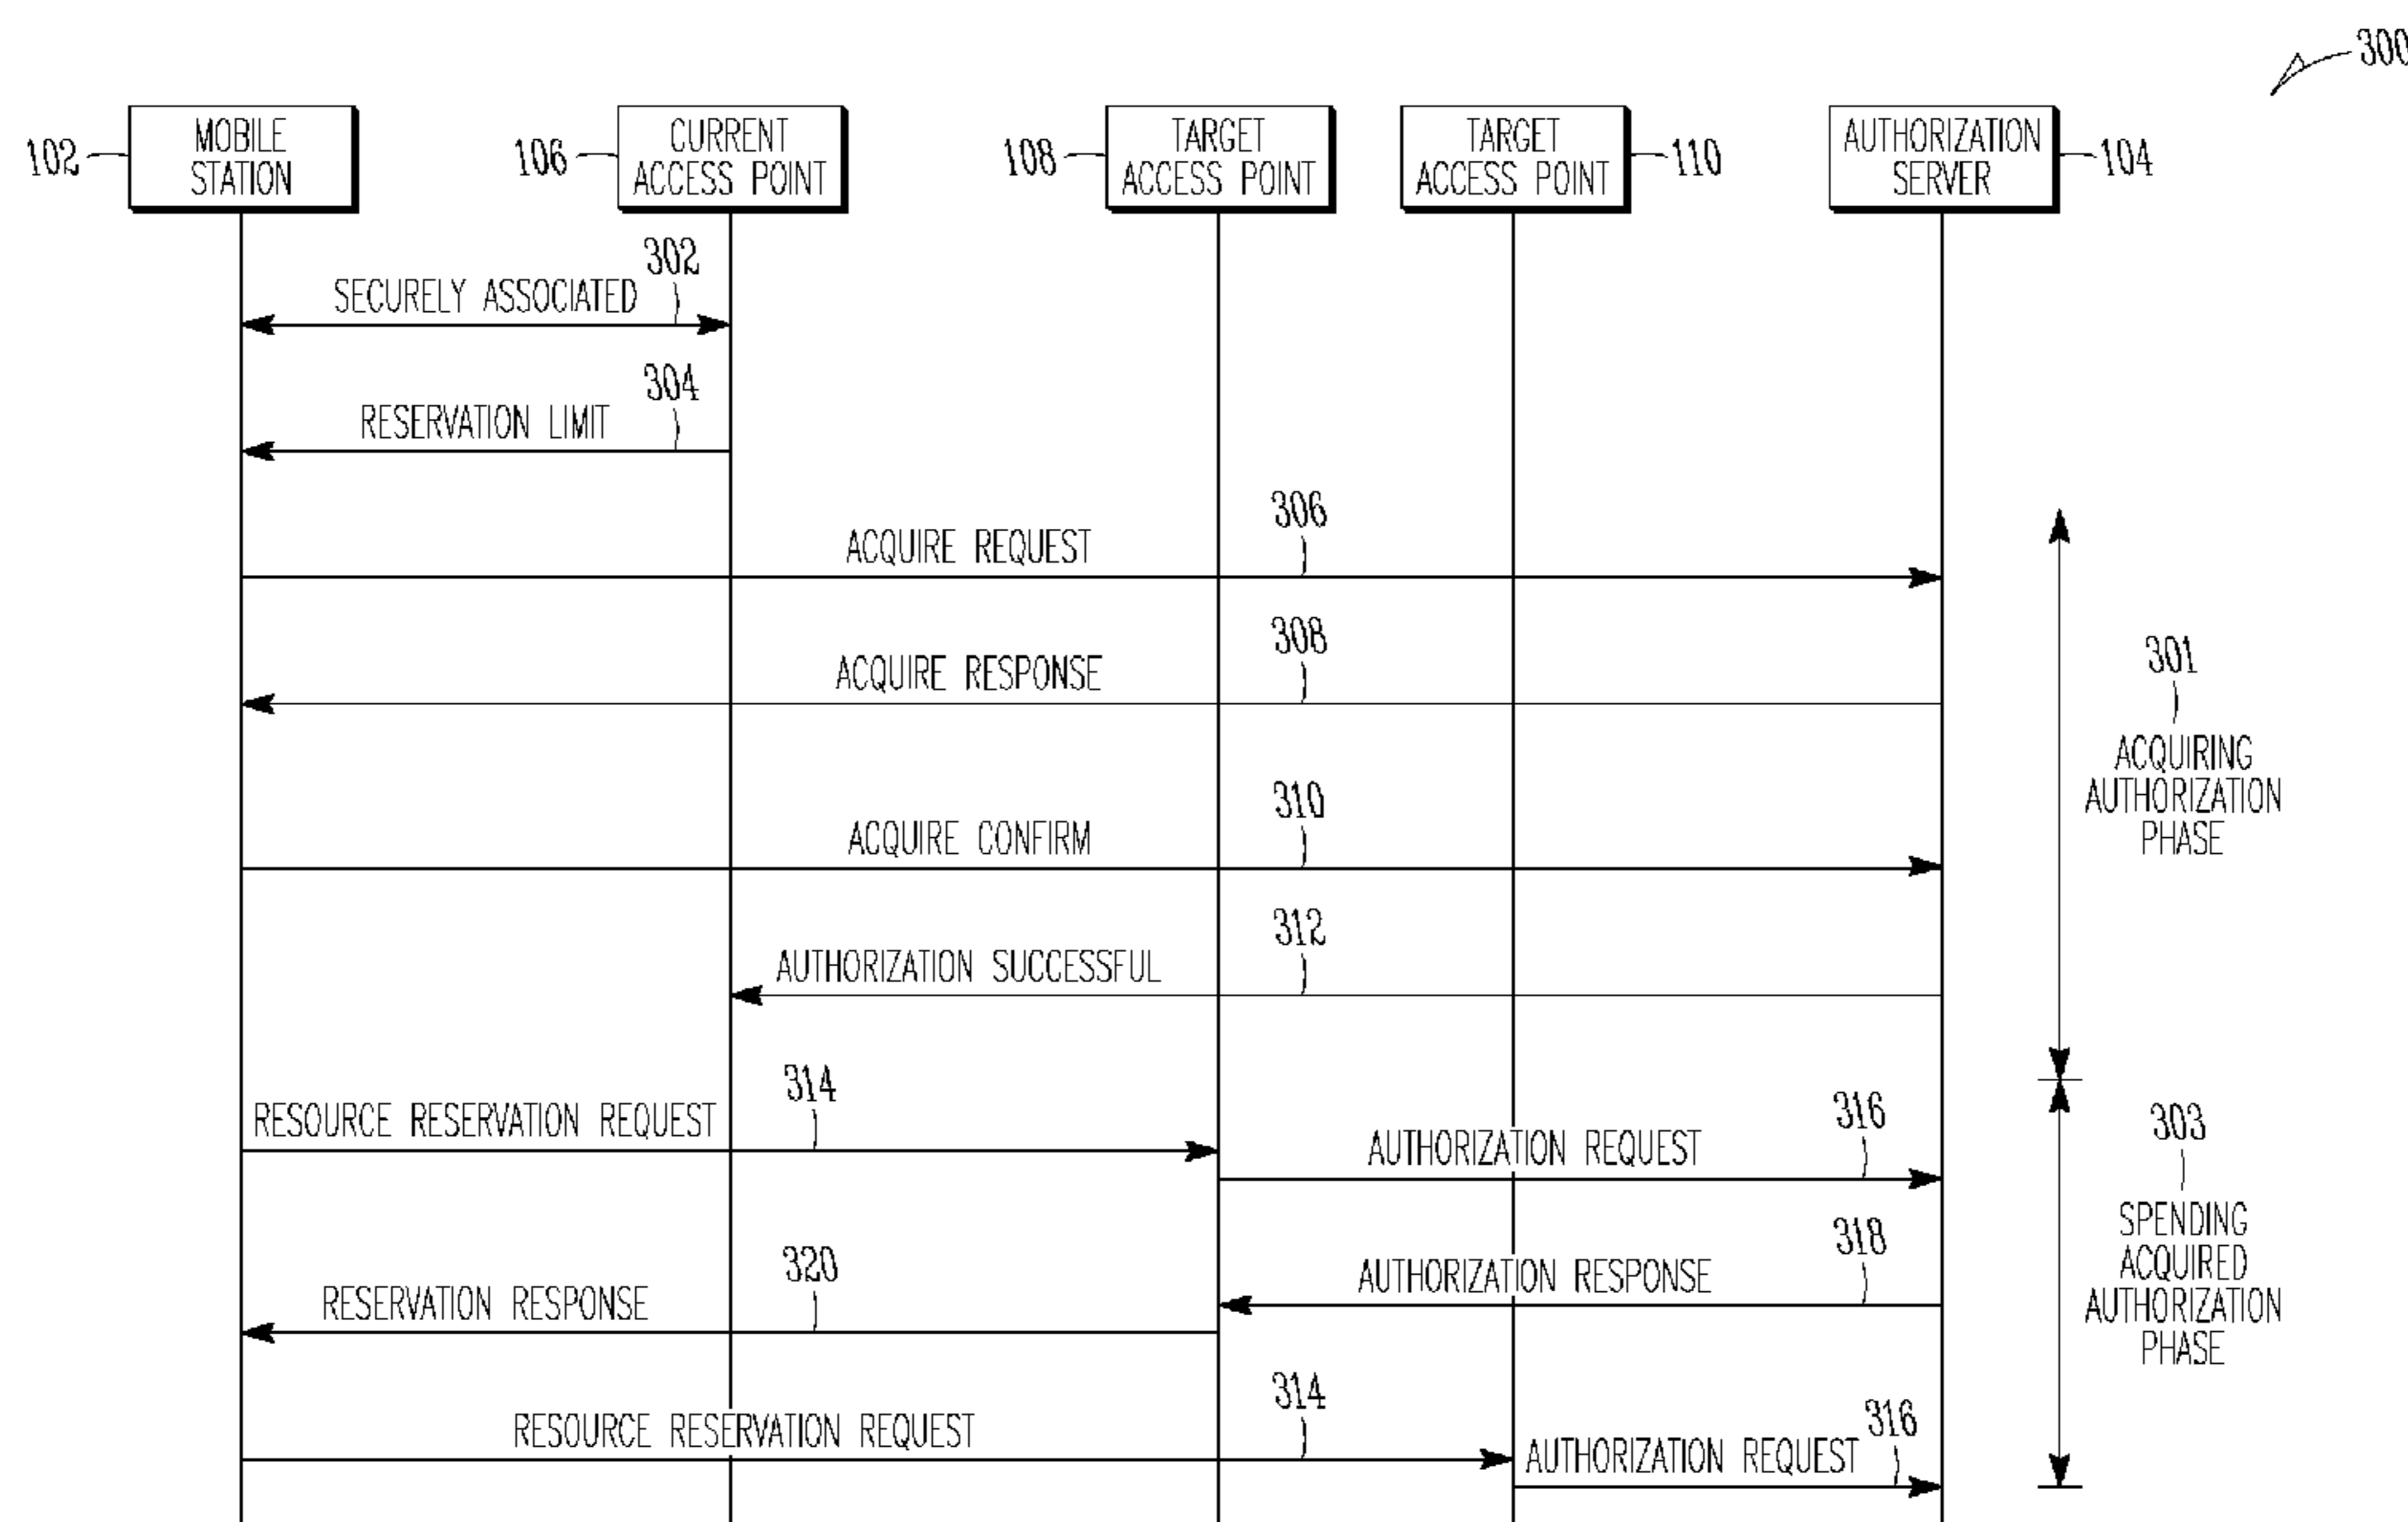 300
102
MOBILE
STATION
106
CURRENT
ACCESS POINT
108
TARGET
ACCESS POINT
TARGET
ACCESS POINT
110
AUTHORIZATION
SERVER
104
302
SECURELY ASSOCIATED
304
RESERVATION LIMIT
306
ACQUIRE REQUEST
308
ACQUIRE RESPONSE
301
ACQUIRING
AUTHORIZATION
PHASE
310
ACQUIRE CONFIRM
312
AUTHORIZATION SUCCESSFUL
314
RESOURCE RESERVATION REQUEST
316
AUTHORIZATION REQUEST
303
SPENDING
ACQUIRED
AUTHORIZATION
PHASE
318
AUTHORIZATION RESPONSE
320
RESERVATION RESPONSE
314
RESOURCE RESERVATION REQUEST
316
AUTHORIZATION REQUEST